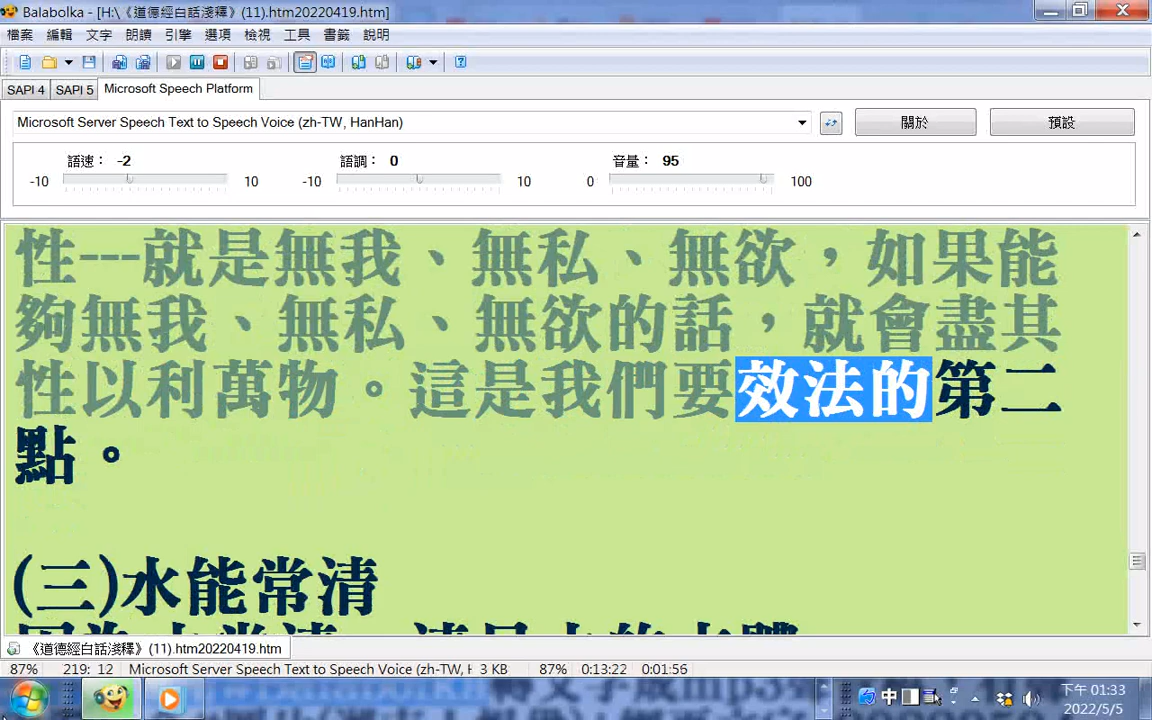 Balabolka - [H:\《道德經白話淺釋》(11).htm20220419.htm]
檔案 編輯 文字 朗讀 引擎 選項 檢視 工具 書籤 說明
SAPI 4 SAPI 5 Microsoft Speech Platform
Microsoft Server Speech Text to Speech Voice (zh-TW, HanHan) 關於 預設
語速： -2 語調： 0 音量： 95
-10 10 -10 10 0 100
性---就是無我、無私、無欲，如果能
夠無我、無私、無欲的話，就會盡其
性以利萬物。這是我們要效法的第二
點。
(三)水能常清
《道德經白話淺釋》(11).htm20220419.htm
87% 219: 12 Microsoft Server Speech Text to Speech Voice (zh-TW, H 3 KB 87% 0:13:22 0:01:56
中 下午 01:33
2022/5/5